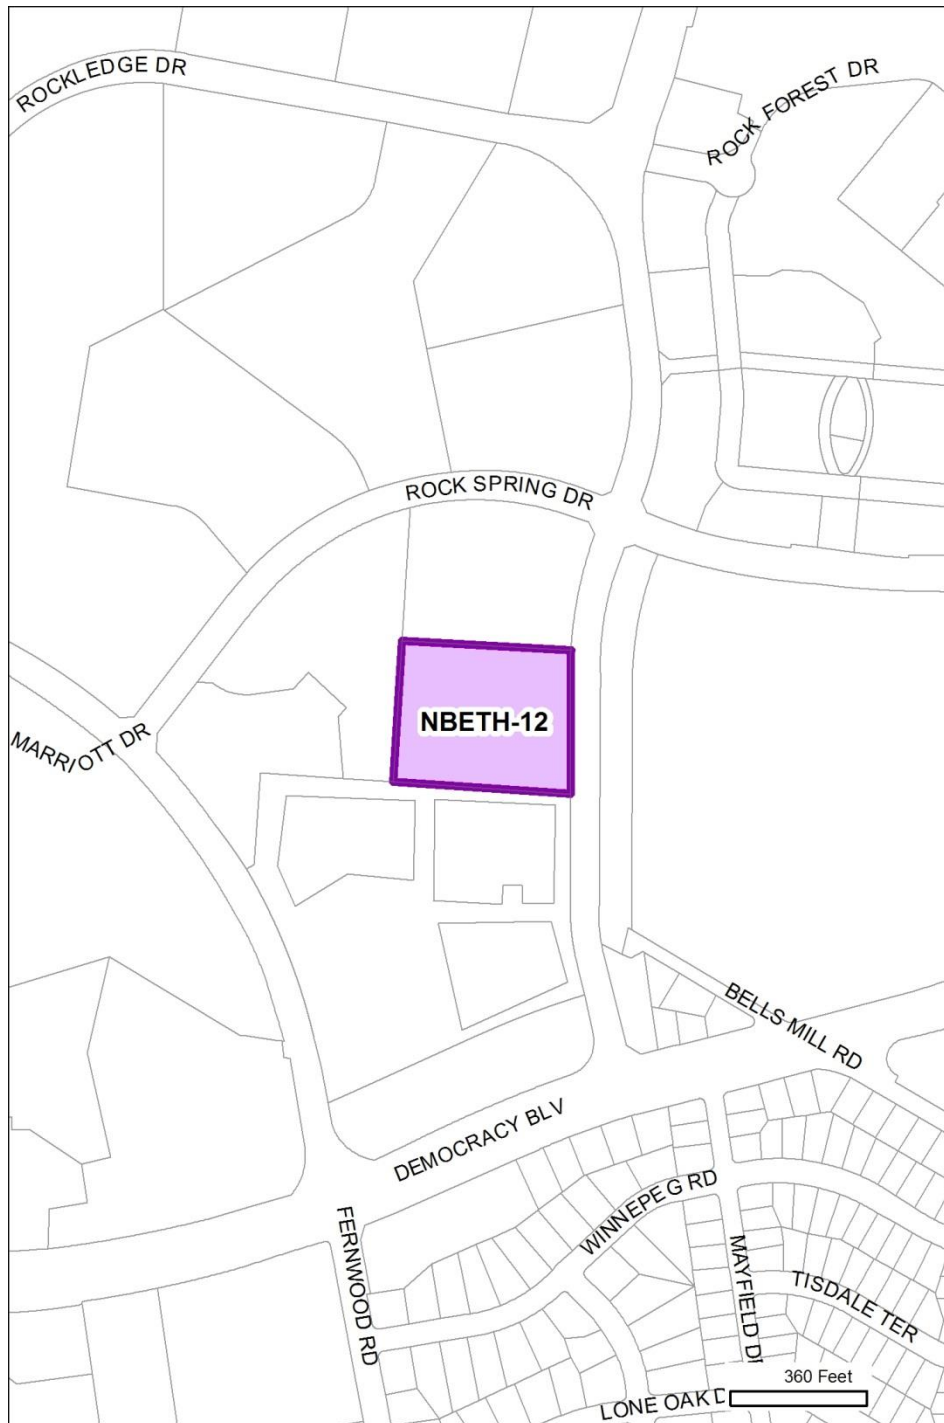 ROCKLEDGE DR
ROCK FOREST DR
ROCK SPRING DR
NBETH-12
MARRIOTT DR
BELLS MILL RD
DEMOCRACY BLV
WINNEPEG RD
FERNWOOD RD
MAYFIELD D
TISDALE TER
360 Feet
LONE OAK D